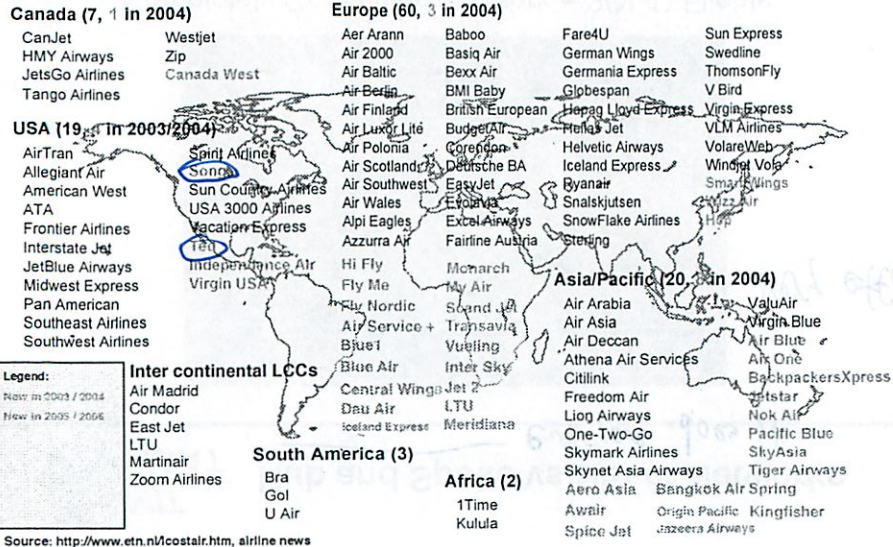 Canada (7, 1 in 2004)
CanJet
HMY Airways
JetsGo Airlines
Tango Airlines
Westjet
Zip
Canada West
USA (19, in 2003/2004)
AirTran
Allegiant Air
American West
ATA
Frontier Airlines
Interstate Jet
JetBlue Airways
Midwest Express
Pan American
Southeast Airlines
Southwest Airlines
Spirit Airlines
Song
Sun Country Airlines
USA 3000 Airlines
Vacation Express
Ted
Independence Air
Virgin USA
Europe (60, 3 in 2004)
Aer Arann
Air 2000
Air Baltic
Air Berlin
Air Finland
Air Luxor Lite
Air Polonia
Air Scotland
Air Southwest
Air Wales
Alpi Eagles
Azzurra Air
Hi Fly
Fly Me
Fly Nordic
Air Service +
Blue1
Blue Air
Central Wings
Dau Air
Iceland Express
Baboo
Basiq Air
Bexx Air
BMI Baby
British European
BudgetAir
Corendon
Deutsche BA
EasyJet
Evolavia
Excel Airways
Fairline Austria
Monarch
My Air
Scand Jet
Transavia
Vueling
Inter Sky
Jet 2
LTU
Meridiana
Fare4U
German Wings
Germania Express
Globespan
Hapag Lloyd Express
Hellas Jet
Helvetic Airways
Iceland Express
Ryanair
Snalskjutsen
SnowFlake Airlines
Sterling
Sun Express
Swedline
ThomsonFly
V Bird
Virgin Express
VLM Airlines
VolareWeb
Windjet Vola
SmartWings
Wizz Air
Hop
Asia/Pacific (20, in 2004)
Air Arabia
Air Asia
Air Deccan
Athena Air Services
Citilink
Freedom Air
Liog Airways
One-Two-Go
Skymark Airlines
Skynet Asia Airways
Aero Asia
Awair
Spice Jet
Bangkok Air
Origin Pacific
Jazeera Airways
ValuAir
Virgin Blue
Air Blue
Air One
BackpackersXpress
Jetstar
Nok Air
Pacific Blue
SkyAsia
Tiger Airways
Spring
Kingfisher
Legend:
New in 2003 / 2004
New in 2005 / 2006
Inter continental LCCs
Air Madrid
Condor
East Jet
LTU
Martinair
Zoom Airlines
South America (3)
Bra
Gol
U Air
Africa (2)
1Time
Kulula
Source: http://www.etn.nl/lcostair.htm, airline news